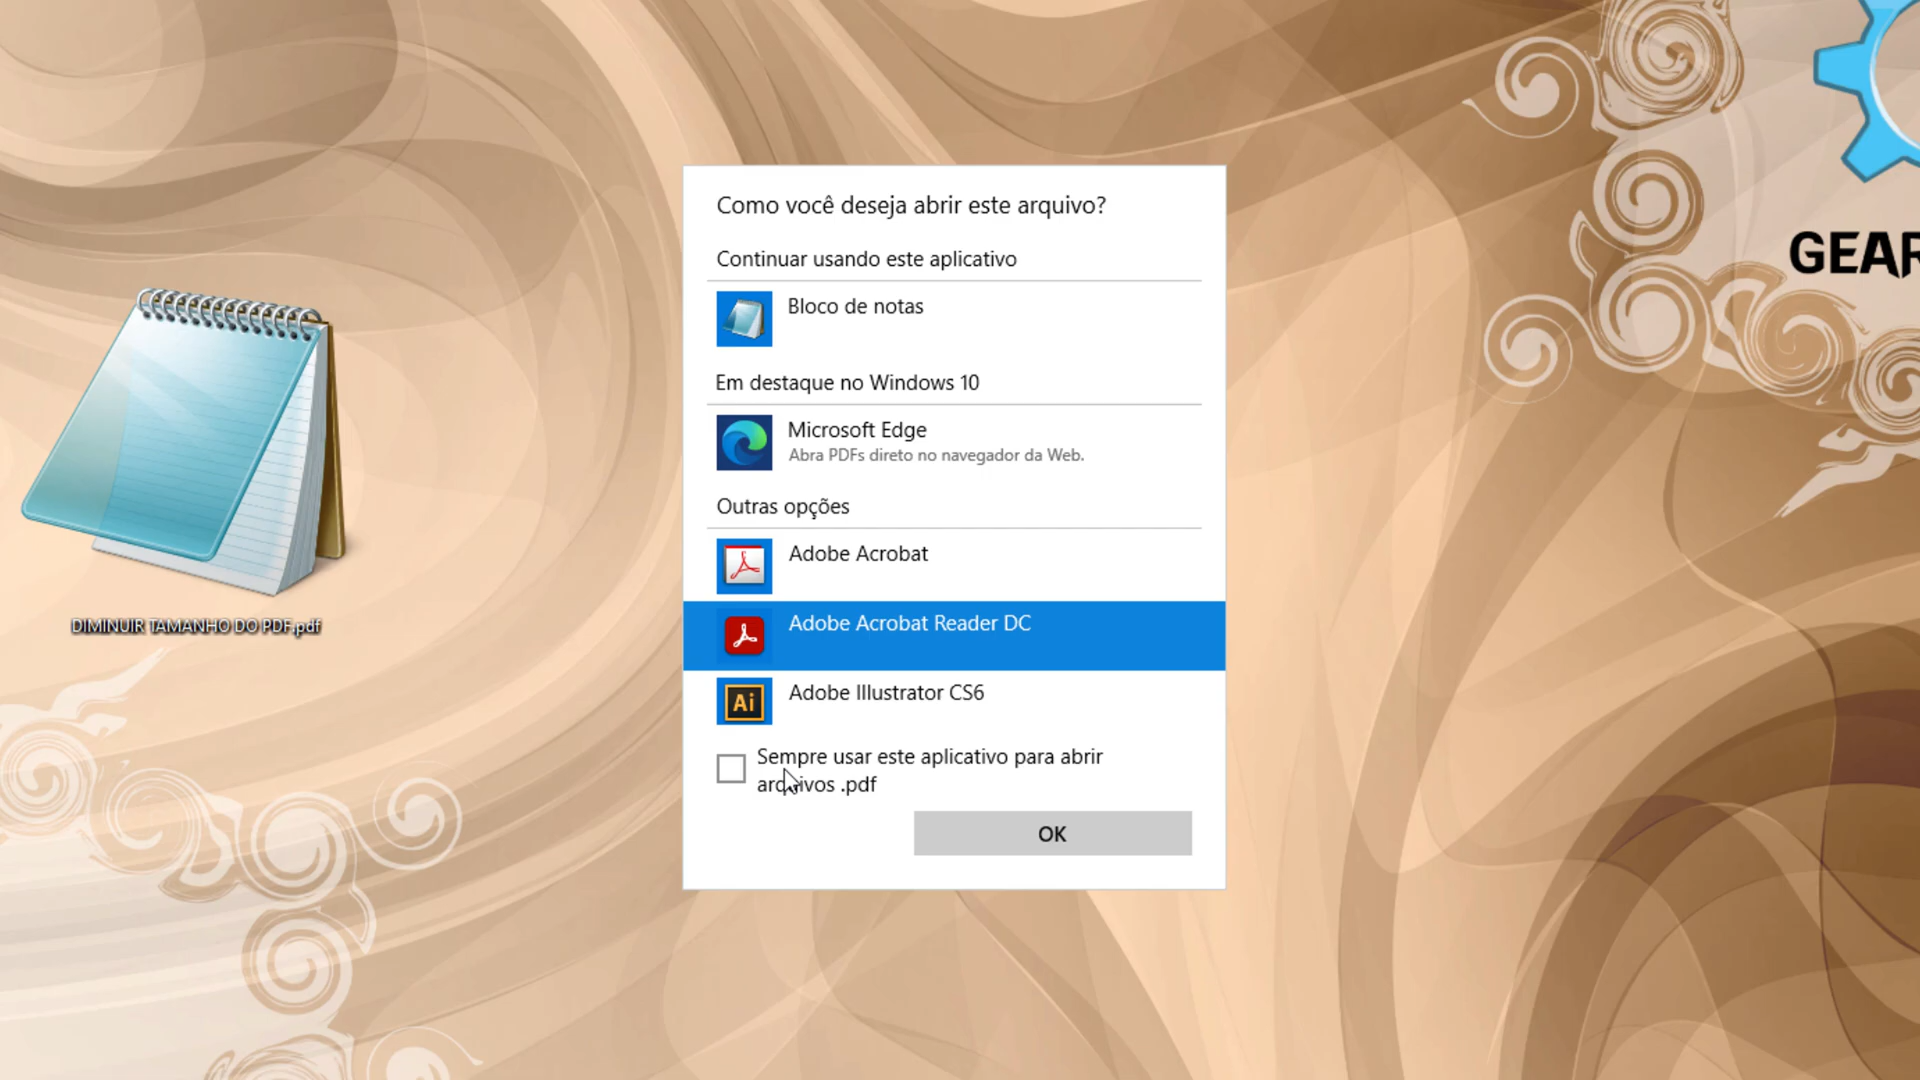 Como você deseja abrir este arquivo?
Continuar usando este aplicativo
Bloco de notas
Em destaque no Windows 10
Microsoft Edge
Abra PDFs direto no navegador da Web.
Outras opções
Adobe Acrobat
Adobe Acrobat Reader DC
Ai
Adobe Illustrator CS6
Sempre usar este aplicativo para abrir
arquivos .pdf
OK
DIMINUIR TAMANHO DO PDF.pdf
GEAR